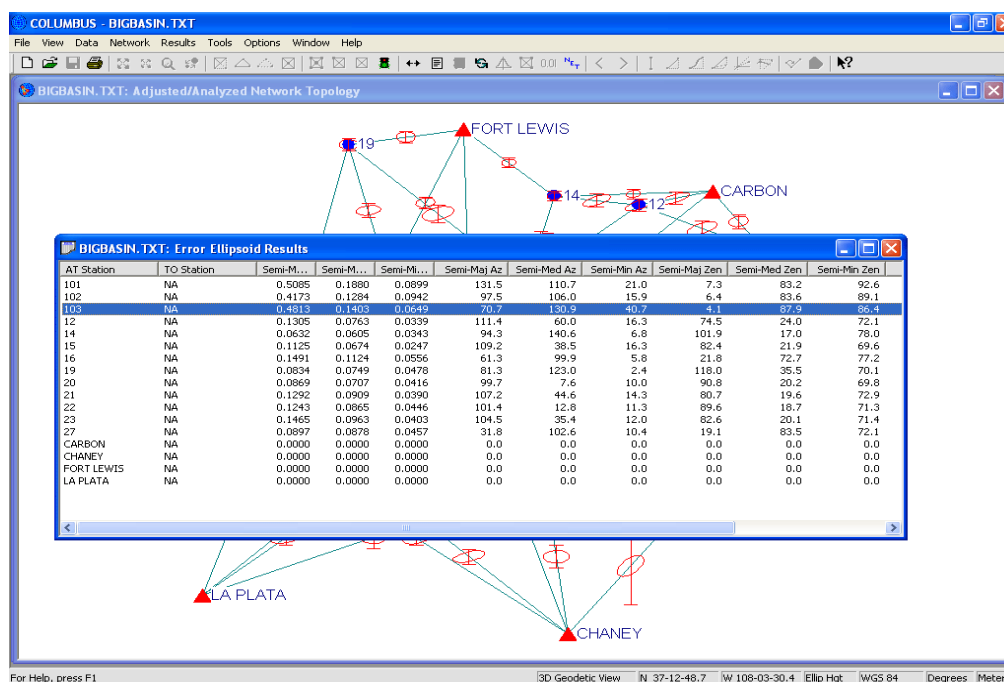 COLUMBUS - BIGBASIN.TXT
File View Data Network Results Tools Options Window Help
0.01 N E T
BIGBASIN.TXT: Adjusted/Analyzed Network Topology
FORT LEWIS
19
14
CARBON
12
BIGBASIN.TXT: Error Ellipsoid Results
AT Station TO Station Semi-M... Semi-M... Semi-Mi... Semi-Maj Az Semi-Med Az Semi-Min Az Semi-Maj Zen Semi-Med Zen Semi-Min Zen
101 NA 0.5085 0.1880 0.0899 131.5 110.7 21.0 7.3 83.2 92.6
102 NA 0.4173 0.1284 0.0942 97.5 106.0 15.9 6.4 83.6 89.1
103 NA 0.4813 0.1403 0.0649 70.7 130.9 40.7 4.1 87.9 86.4
12 NA 0.1305 0.0763 0.0339 111.4 60.0 16.3 74.5 24.0 72.1
14 NA 0.0632 0.0605 0.0343 94.3 140.6 6.8 101.9 17.0 78.0
15 NA 0.1125 0.0674 0.0247 109.2 38.5 16.3 82.4 21.9 69.6
16 NA 0.1491 0.1124 0.0556 61.3 99.9 5.8 21.8 72.7 77.2
19 NA 0.0834 0.0749 0.0478 81.3 123.0 2.4 118.0 35.5 70.1
20 NA 0.0869 0.0707 0.0416 99.7 7.6 10.0 90.8 20.2 69.8
21 NA 0.1292 0.0909 0.0390 107.2 44.6 14.3 80.7 19.6 72.9
22 NA 0.1243 0.0865 0.0446 101.4 12.8 11.3 89.6 18.7 71.3
23 NA 0.1465 0.0963 0.0403 104.5 35.4 12.0 82.6 20.1 71.4
27 NA 0.0897 0.0878 0.0457 31.8 102.6 10.4 19.1 83.5 72.1
CARBON NA 0.0000 0.0000 0.0000 0.0 0.0 0.0 0.0 0.0 0.0
CHANEY NA 0.0000 0.0000 0.0000 0.0 0.0 0.0 0.0 0.0 0.0
FORT LEWIS NA 0.0000 0.0000 0.0000 0.0 0.0 0.0 0.0 0.0 0.0
LA PLATA NA 0.0000 0.0000 0.0000 0.0 0.0 0.0 0.0 0.0 0.0
LA PLATA
CHANEY
For Help, press F1 3D Geodetic View N 37-12-48.7 W 108-03-30.4 Ellip Hgt WGS 84 Degrees Meter